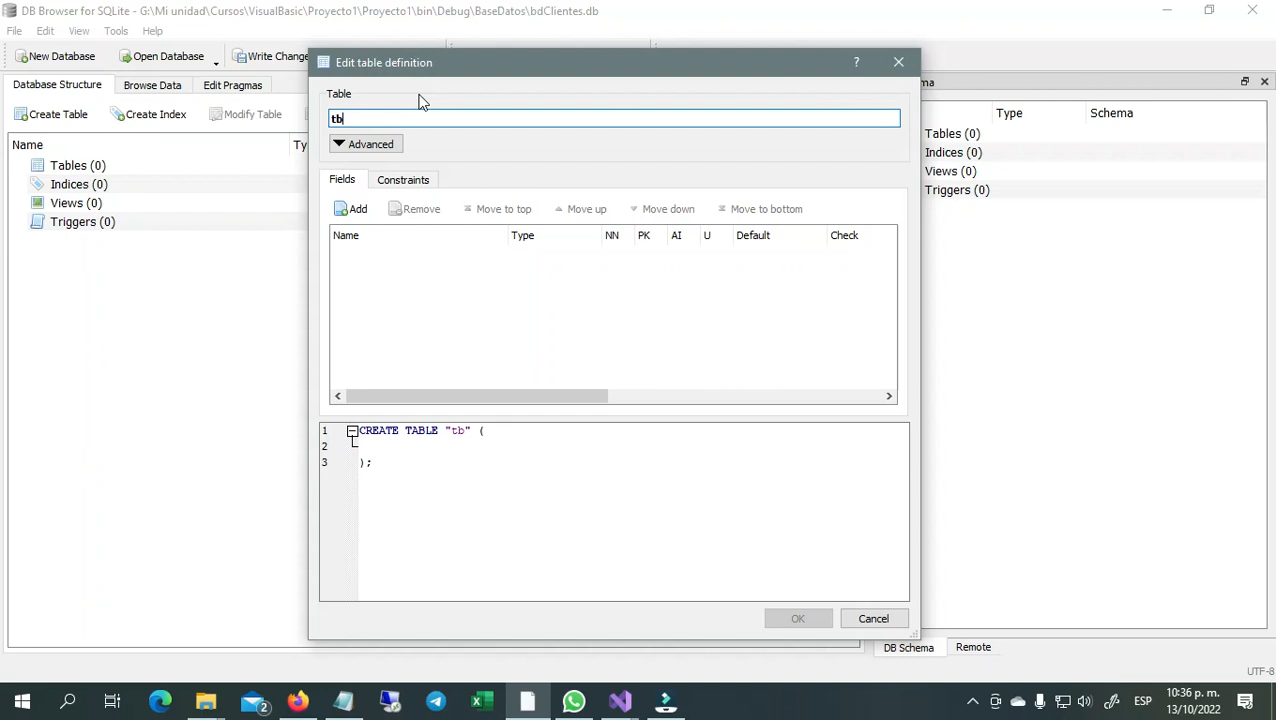 DB Browser for SQLite - G:\Mi unidad\Cursos\VisualBasic\Proyecto1\Proyecto1\bin\Debug\BaseDatos\bdClientes.db
File Edit View Tools Help
New Database Open Database Write Change
Edit table definition
?
Database Structure Browse Data Edit Pragmas
Create Table Create Index Modify Table
Name
Tables (0)
Indices (0)
Views (0)
Triggers (0)
Table
tb
Advanced
Fields Constraints
Add Remove Move to top Move up Move down Move to bottom
Name Type NN PK AI U Default Check
1 CREATE TABLE "tb" (
2
3 );
OK Cancel
Type Schema
Tables (0)
Indices (0)
Views (0)
Triggers (0)
DB Schema Remote
UTF-8
2
ESP
10:36 p. m.
13/10/2022